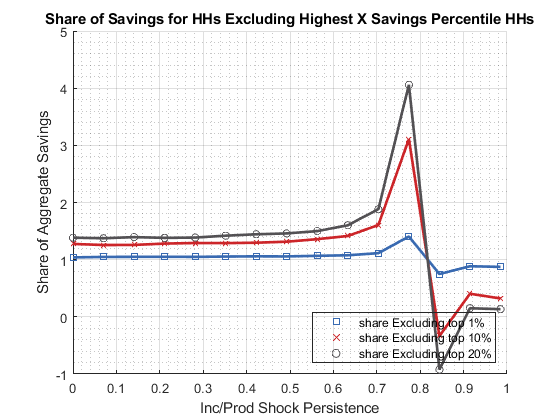 Share of Savings for HHs Excluding Highest X Savings Percentile HHs
5
4
3
2
1
0
-1
Share of Aggregate Savings
share Excluding top 1%
share Excluding top 10%
share Excluding top 20%
0 0.1 0.2 0.3 0.4 0.5 0.6 0.7 0.8 0.9 1
Inc/Prod Shock Persistence